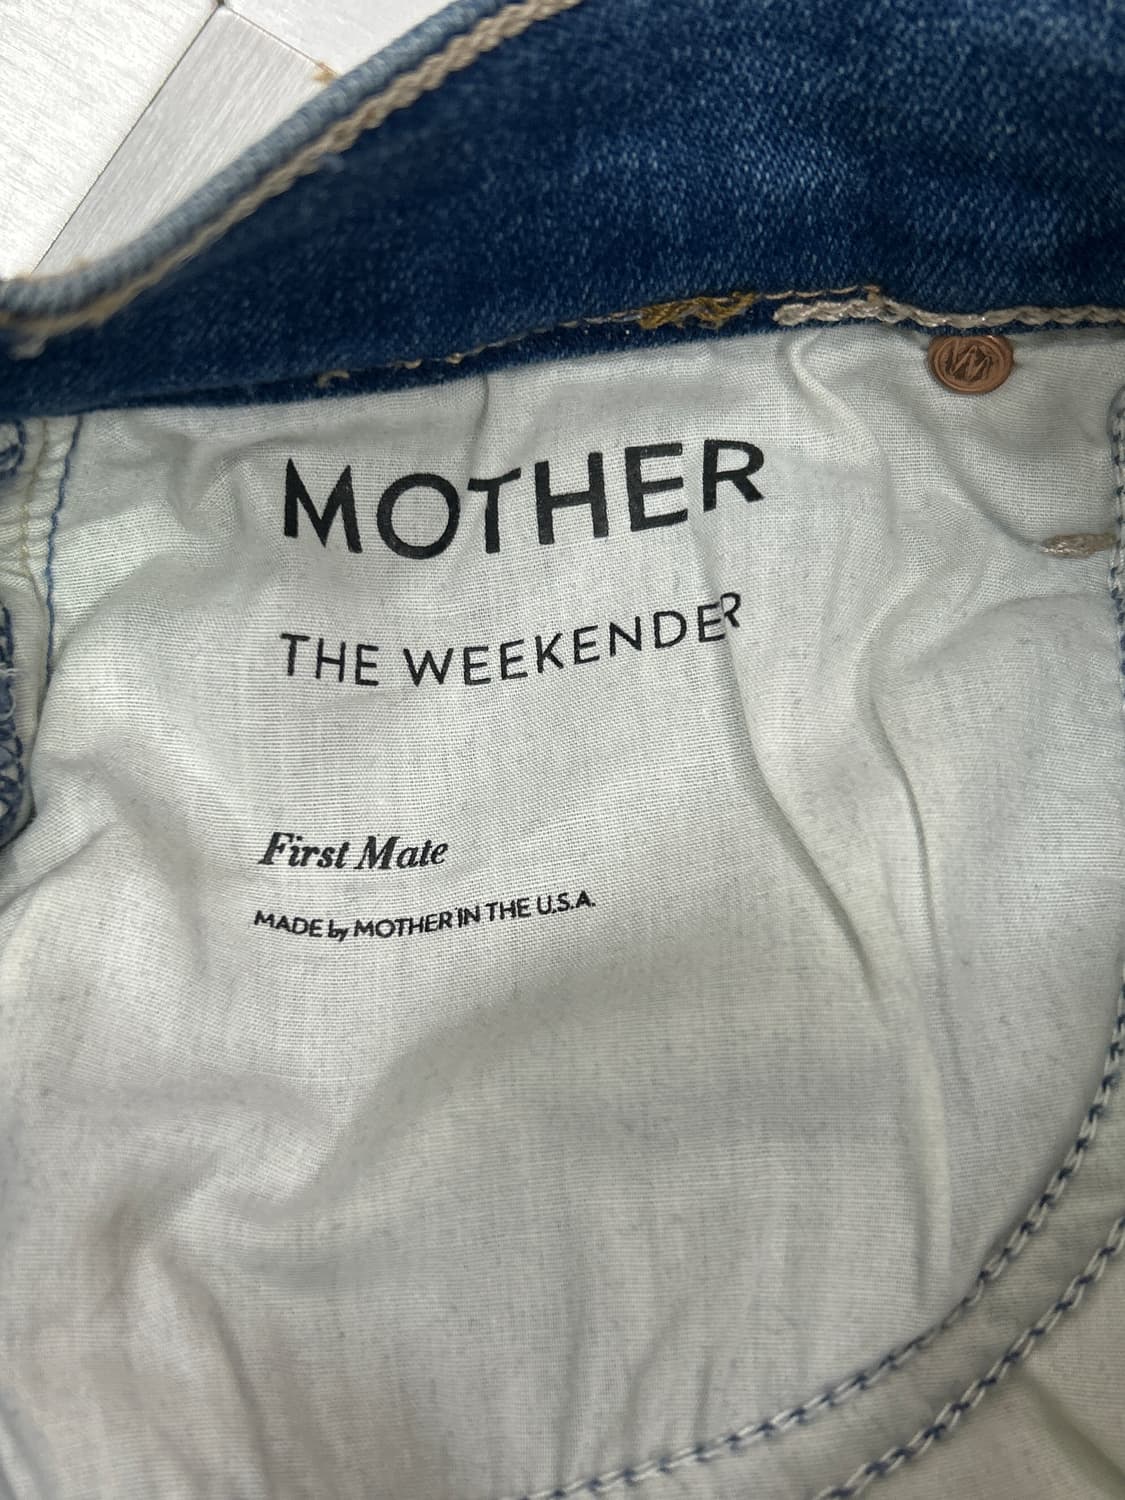 MOTHER
THE WEEKENDER
First Mate
MADE by MOTHER IN THE U.S.A.